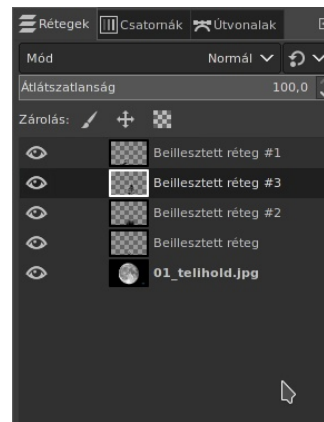 Rétegek Csatornák Útvonalak
Mód Normál
Átlátszatlanság 100,0
Zárolás:
Beillesztett réteg #1
Beillesztett réteg #3
Beillesztett réteg #2
Beillesztett réteg
01_telihold.jpg